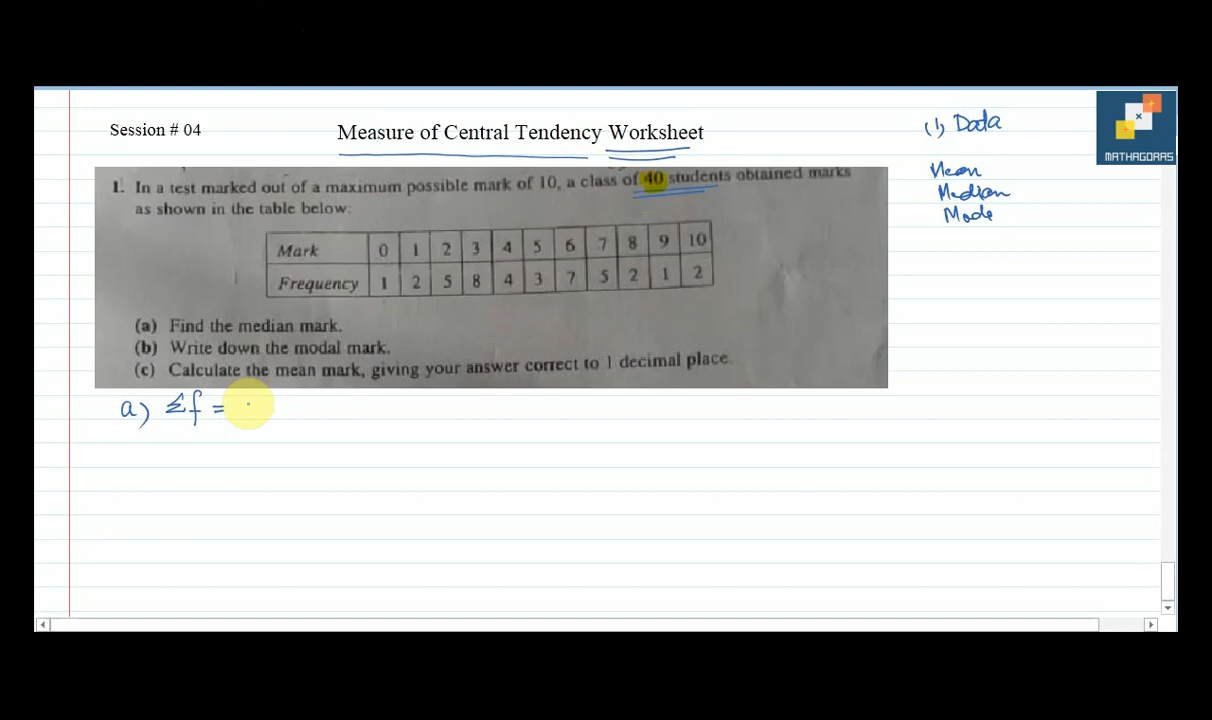 Session # 04
Measure of Central Tendency Worksheet
(1) Data
Mean
Median
Mode
MATHAGORAS
1. In a test marked out of a maximum possible mark of 10, a class of 40 students obtained marks
as shown in the table below:
Mark 0 1 2 3 4 5 6 7 8 9 10
Frequency 1 2 5 8 4 3 7 5 2 1 2
(a) Find the median mark.
(b) Write down the modal mark.
(c) Calculate the mean mark, giving your answer correct to 1 decimal place.
a) Σf =